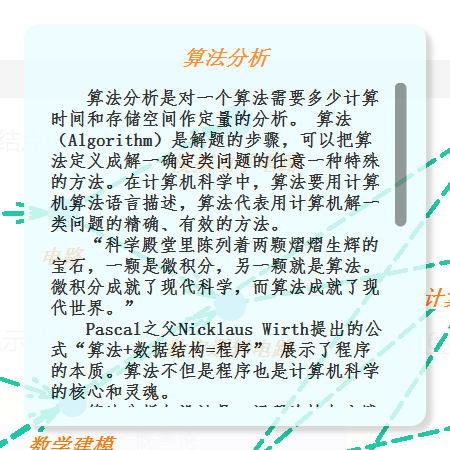 算法分析
算法分析是对一个算法需要多少计算
时间和存储空间作定量的分析。 算法
（Algorithm）是解题的步骤，可以把算
法定义成解一确定类问题的任意一种特殊
的方法。在计算机科学中，算法要用计算
机算法语言描述，算法代表用计算机解一
类问题的精确、有效的方法。
“科学殿堂里陈列着两颗熠熠生辉的
宝石，一颗是微积分，另一颗就是算法。
微积分成就了现代科学，而算法成就了现
代世界。”
Pascal之父Nicklaus Wirth提出的公
式“算法+数据结构=程序” 展示了程序
的本质。算法不但是程序也是计算机科学
的核心和灵魂。
数学建模